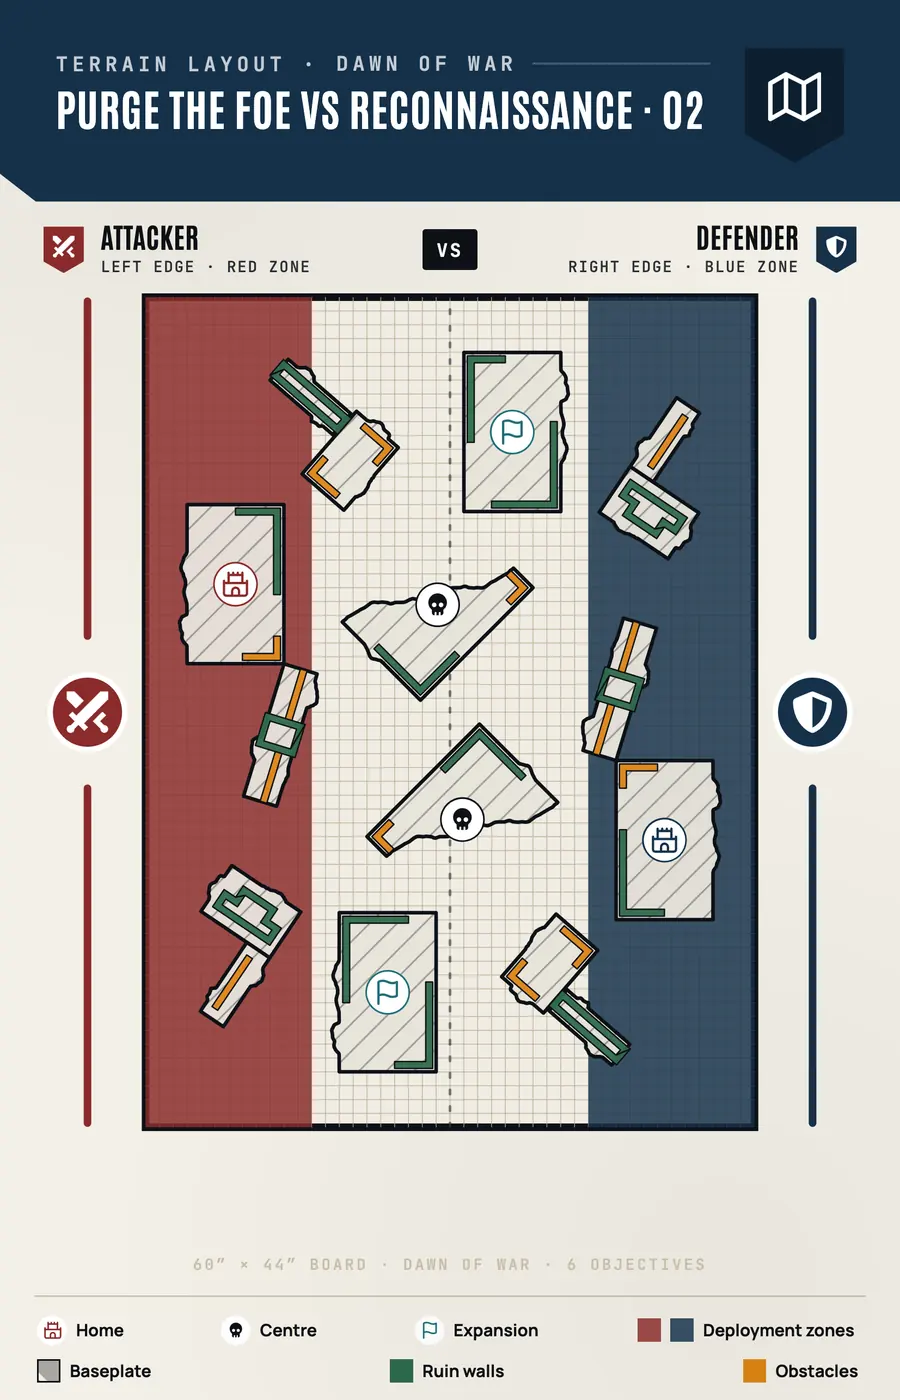 TERRAIN LAYOUT · DAWN OF WAR
PURGE THE FOE VS RECONNAISSANCE · 02
ATTACKER
LEFT EDGE · RED ZONE
VS
DEFENDER
RIGHT EDGE · BLUE ZONE
60″ × 44″ BOARD · DAWN OF WAR · 6 OBJECTIVES
Home
Centre
Expansion
Deployment zones
Baseplate
Ruin walls
Obstacles